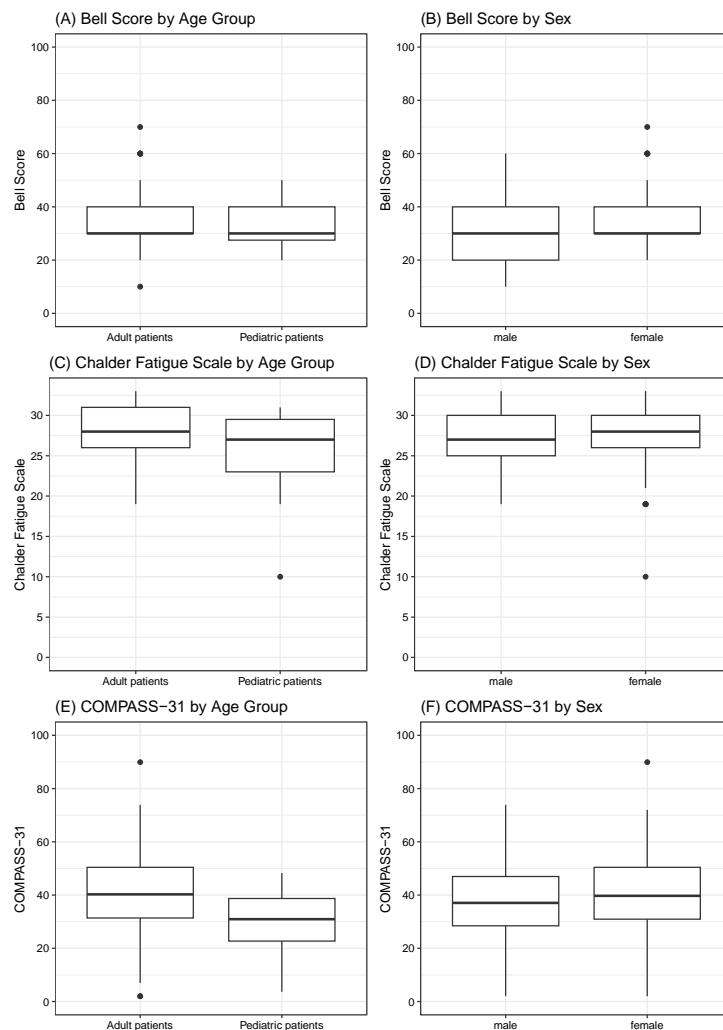 (A) Bell Score by Age Group
100
80
60
40
20
0
Bell Score
Adult patients
Pediatric patients
(B) Bell Score by Sex
100
80
60
40
20
0
Bell Score
male
female
(C) Chalder Fatigue Scale by Age Group
30
25
20
15
10
5
0
Chalder Fatigue Scale
Adult patients
Pediatric patients
(D) Chalder Fatigue Scale by Sex
30
25
20
15
10
5
0
Chalder Fatigue Scale
male
female
(E) COMPASS−31 by Age Group
100
80
60
40
20
0
COMPASS−31
Adult patients
Pediatric patients
(F) COMPASS−31 by Sex
100
80
60
40
20
0
COMPASS−31
male
female